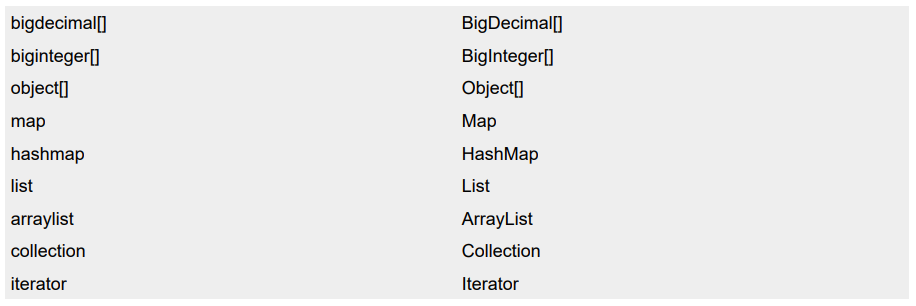 bigdecimal[] BigDecimal[]
biginteger[] BigInteger[]
object[] Object[]
map Map
hashmap HashMap
list List
arraylist ArrayList
collection Collection
iterator Iterator